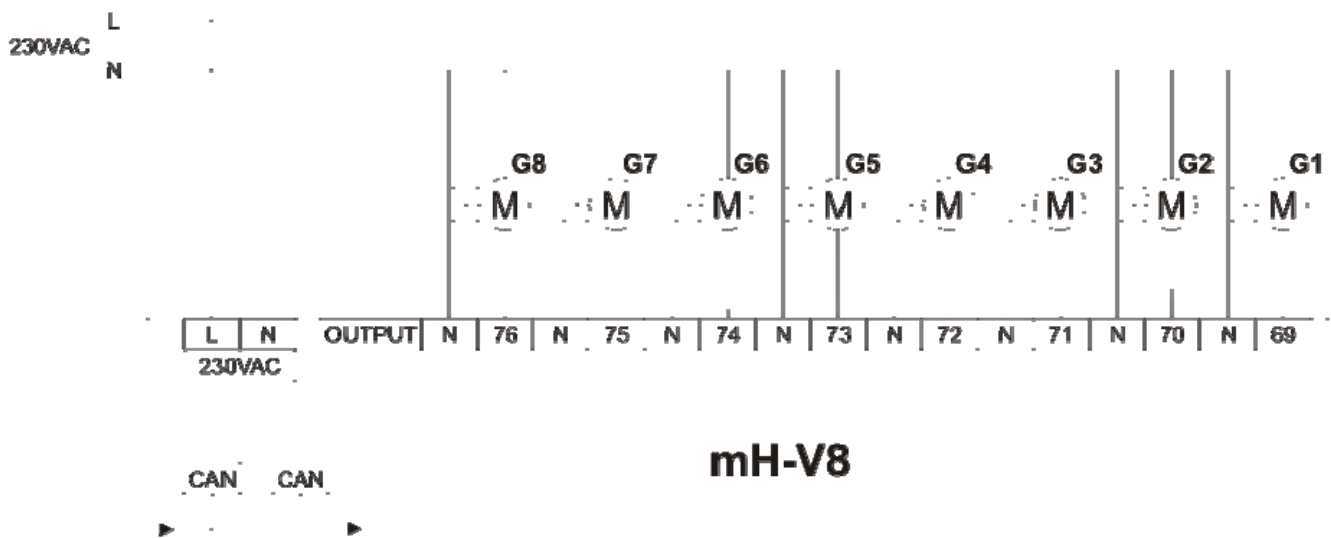 L
230VAC
N
G8 G7 G6 G5 G4 G3 G2 G1
M M M M M M M M
L N OUTPUT N 76 N 75 N 74 N 73 N 72 N 71 N 70 N 69
230VAC
mH-V8
CAN CAN